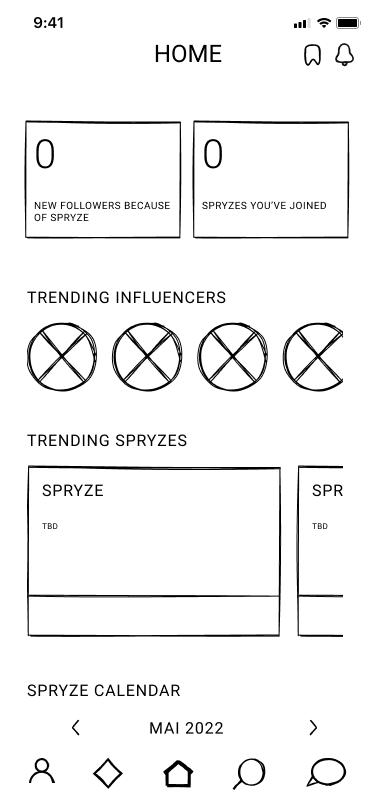 9:41
HOME
0
0
NEW FOLLOWERS BECAUSE
OF SPRYZE
SPRYZES YOU'VE JOINED
TRENDING INFLUENCERS
TRENDING SPRYZES
SPRYZE
SPR
TBD
TBD
SPRYZE CALENDAR
MAI 2022